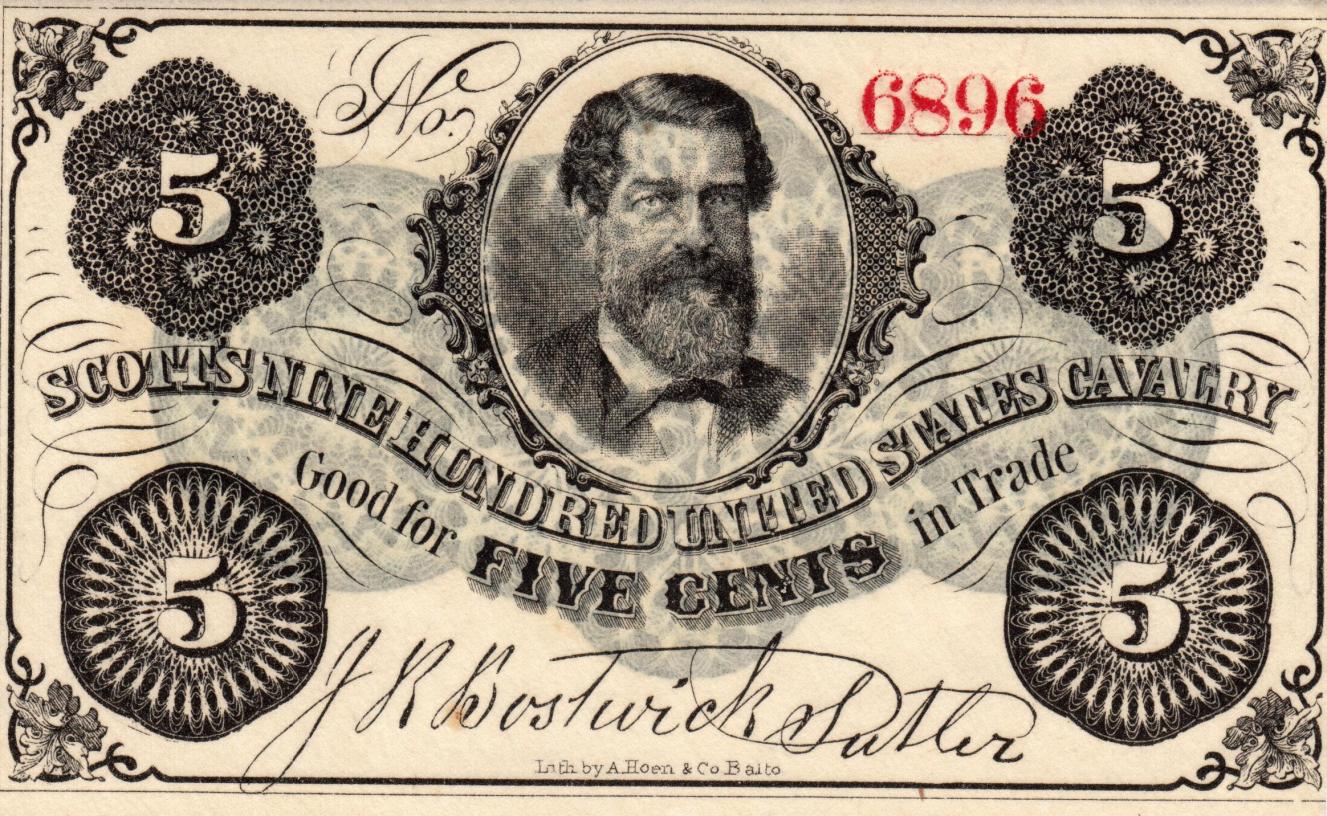 No. 6896
5 5
SCOTT'S NINE HUNDRED UNITED STATES CAVALRY
Good for FIVE CENTS in Trade
5 5
J R Bostwick Sutler
Lith by A. Hoen & Co Balto